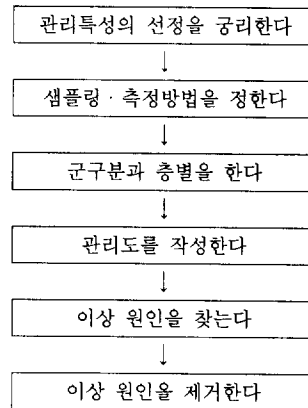 관리특성의 선정을 궁리한다
샘플링·측정방법을 정한다
군구분과 층별을 한다
관리도를 작성한다
이상 원인을 찾는다
이상 원인을 제거한다